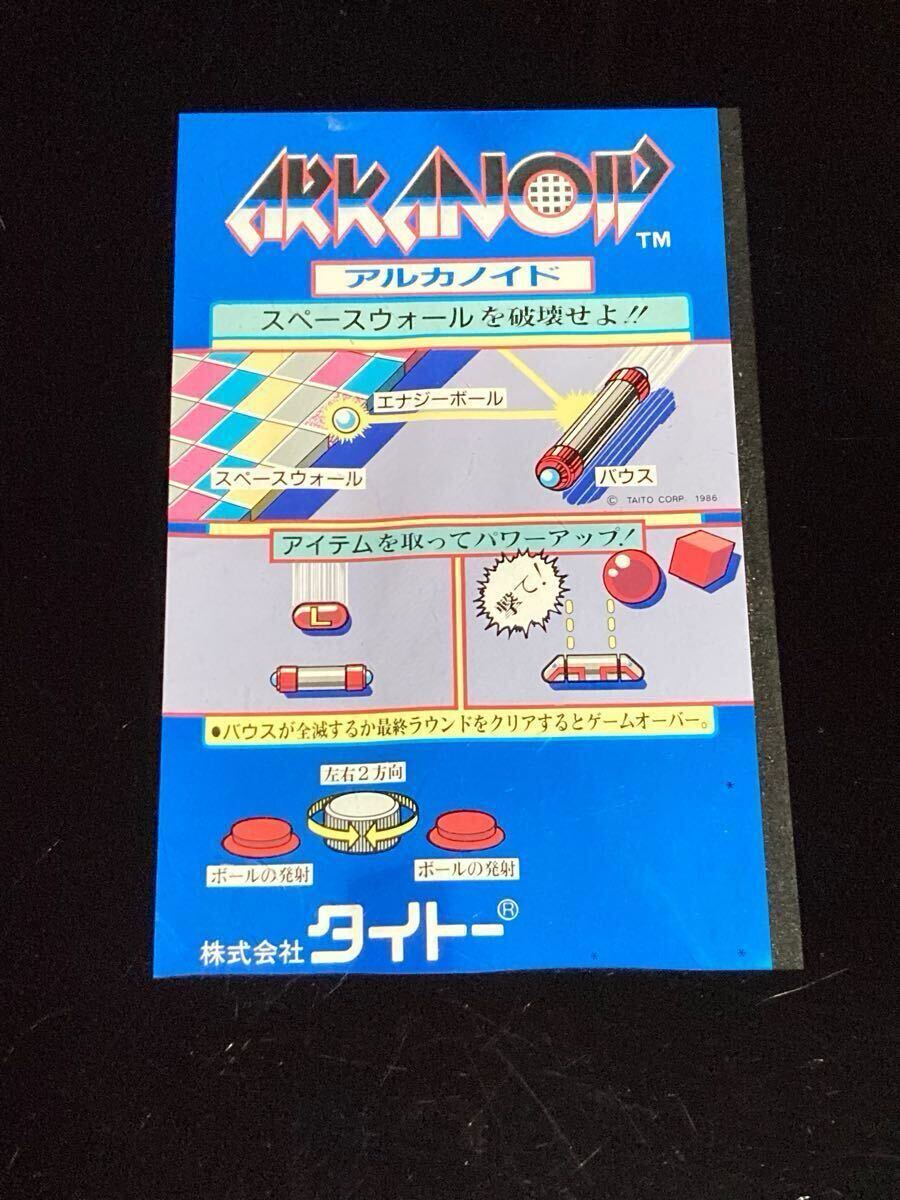 ARKANOID
TM
アルカノイド
スペースウォールを破壊せよ!!
エナジーボール
スペースウォール
バウス
© TAITO CORP. 1986
アイテムを取ってパワーアップ!
L
撃て!
●バウスが全滅するか最終ラウンドをクリアするとゲームオーバー。
左右2方向
ボールの発射
ボールの発射
株式会社 タイトー®